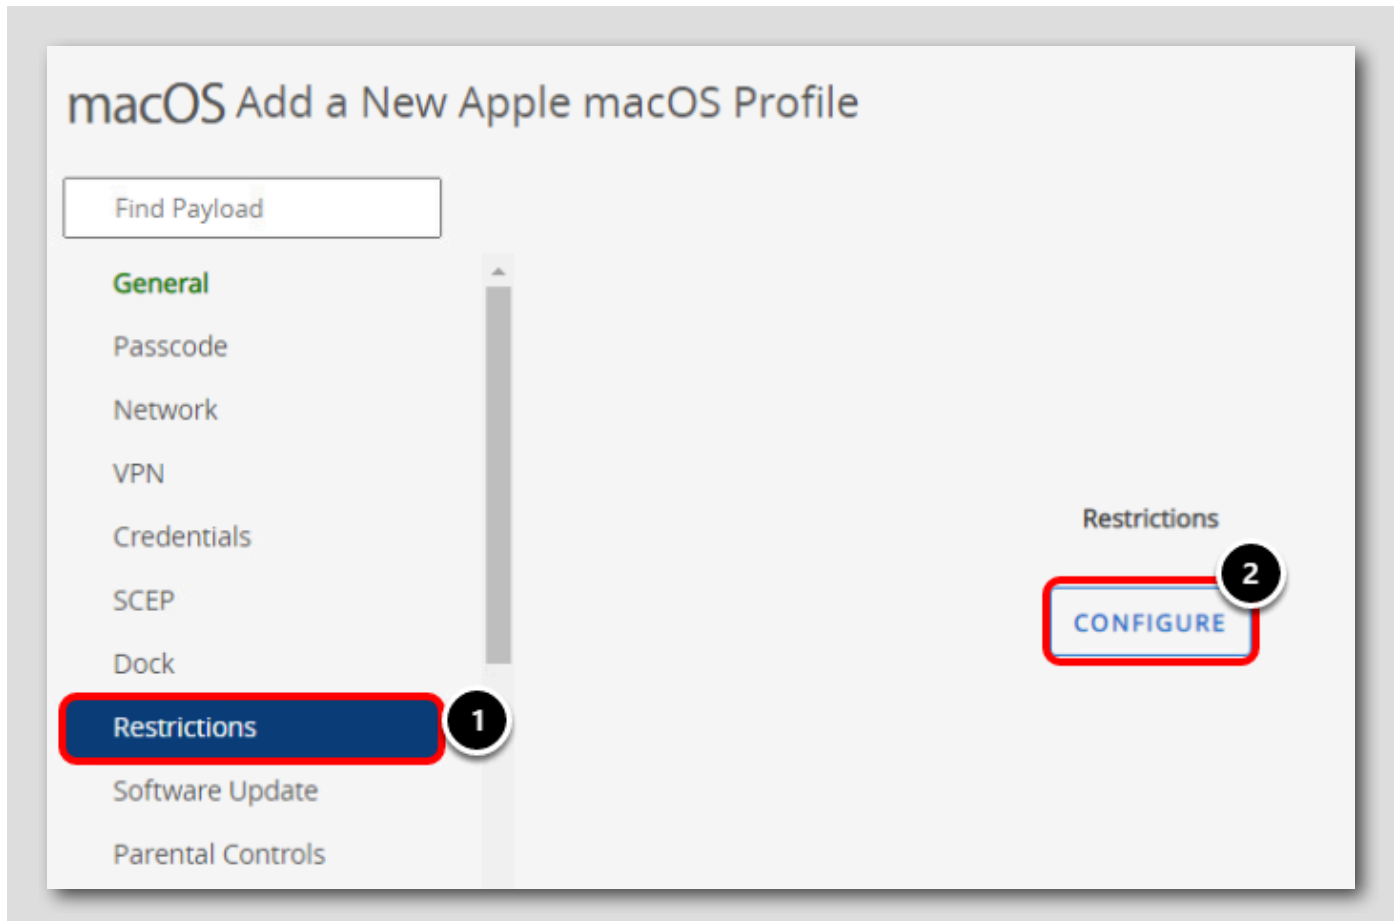 macOS Add a New Apple macOS Profile
Find Payload
General
Passcode
Network
VPN
Credentials
SCEP
Dock
Restrictions
1
Software Update
Parental Controls
Restrictions
2
CONFIGURE